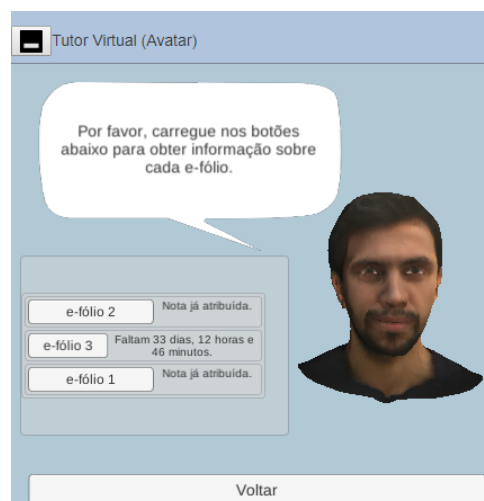 Tutor Virtual (Avatar)
Por favor, carregue nos botões
abaixo para obter informação sobre
cada e-fólio.
e-fólio 2
Nota já atribuída.
e-fólio 3
Faltam 33 dias, 12 horas e
46 minutos.
e-fólio 1
Nota já atribuída.
Voltar